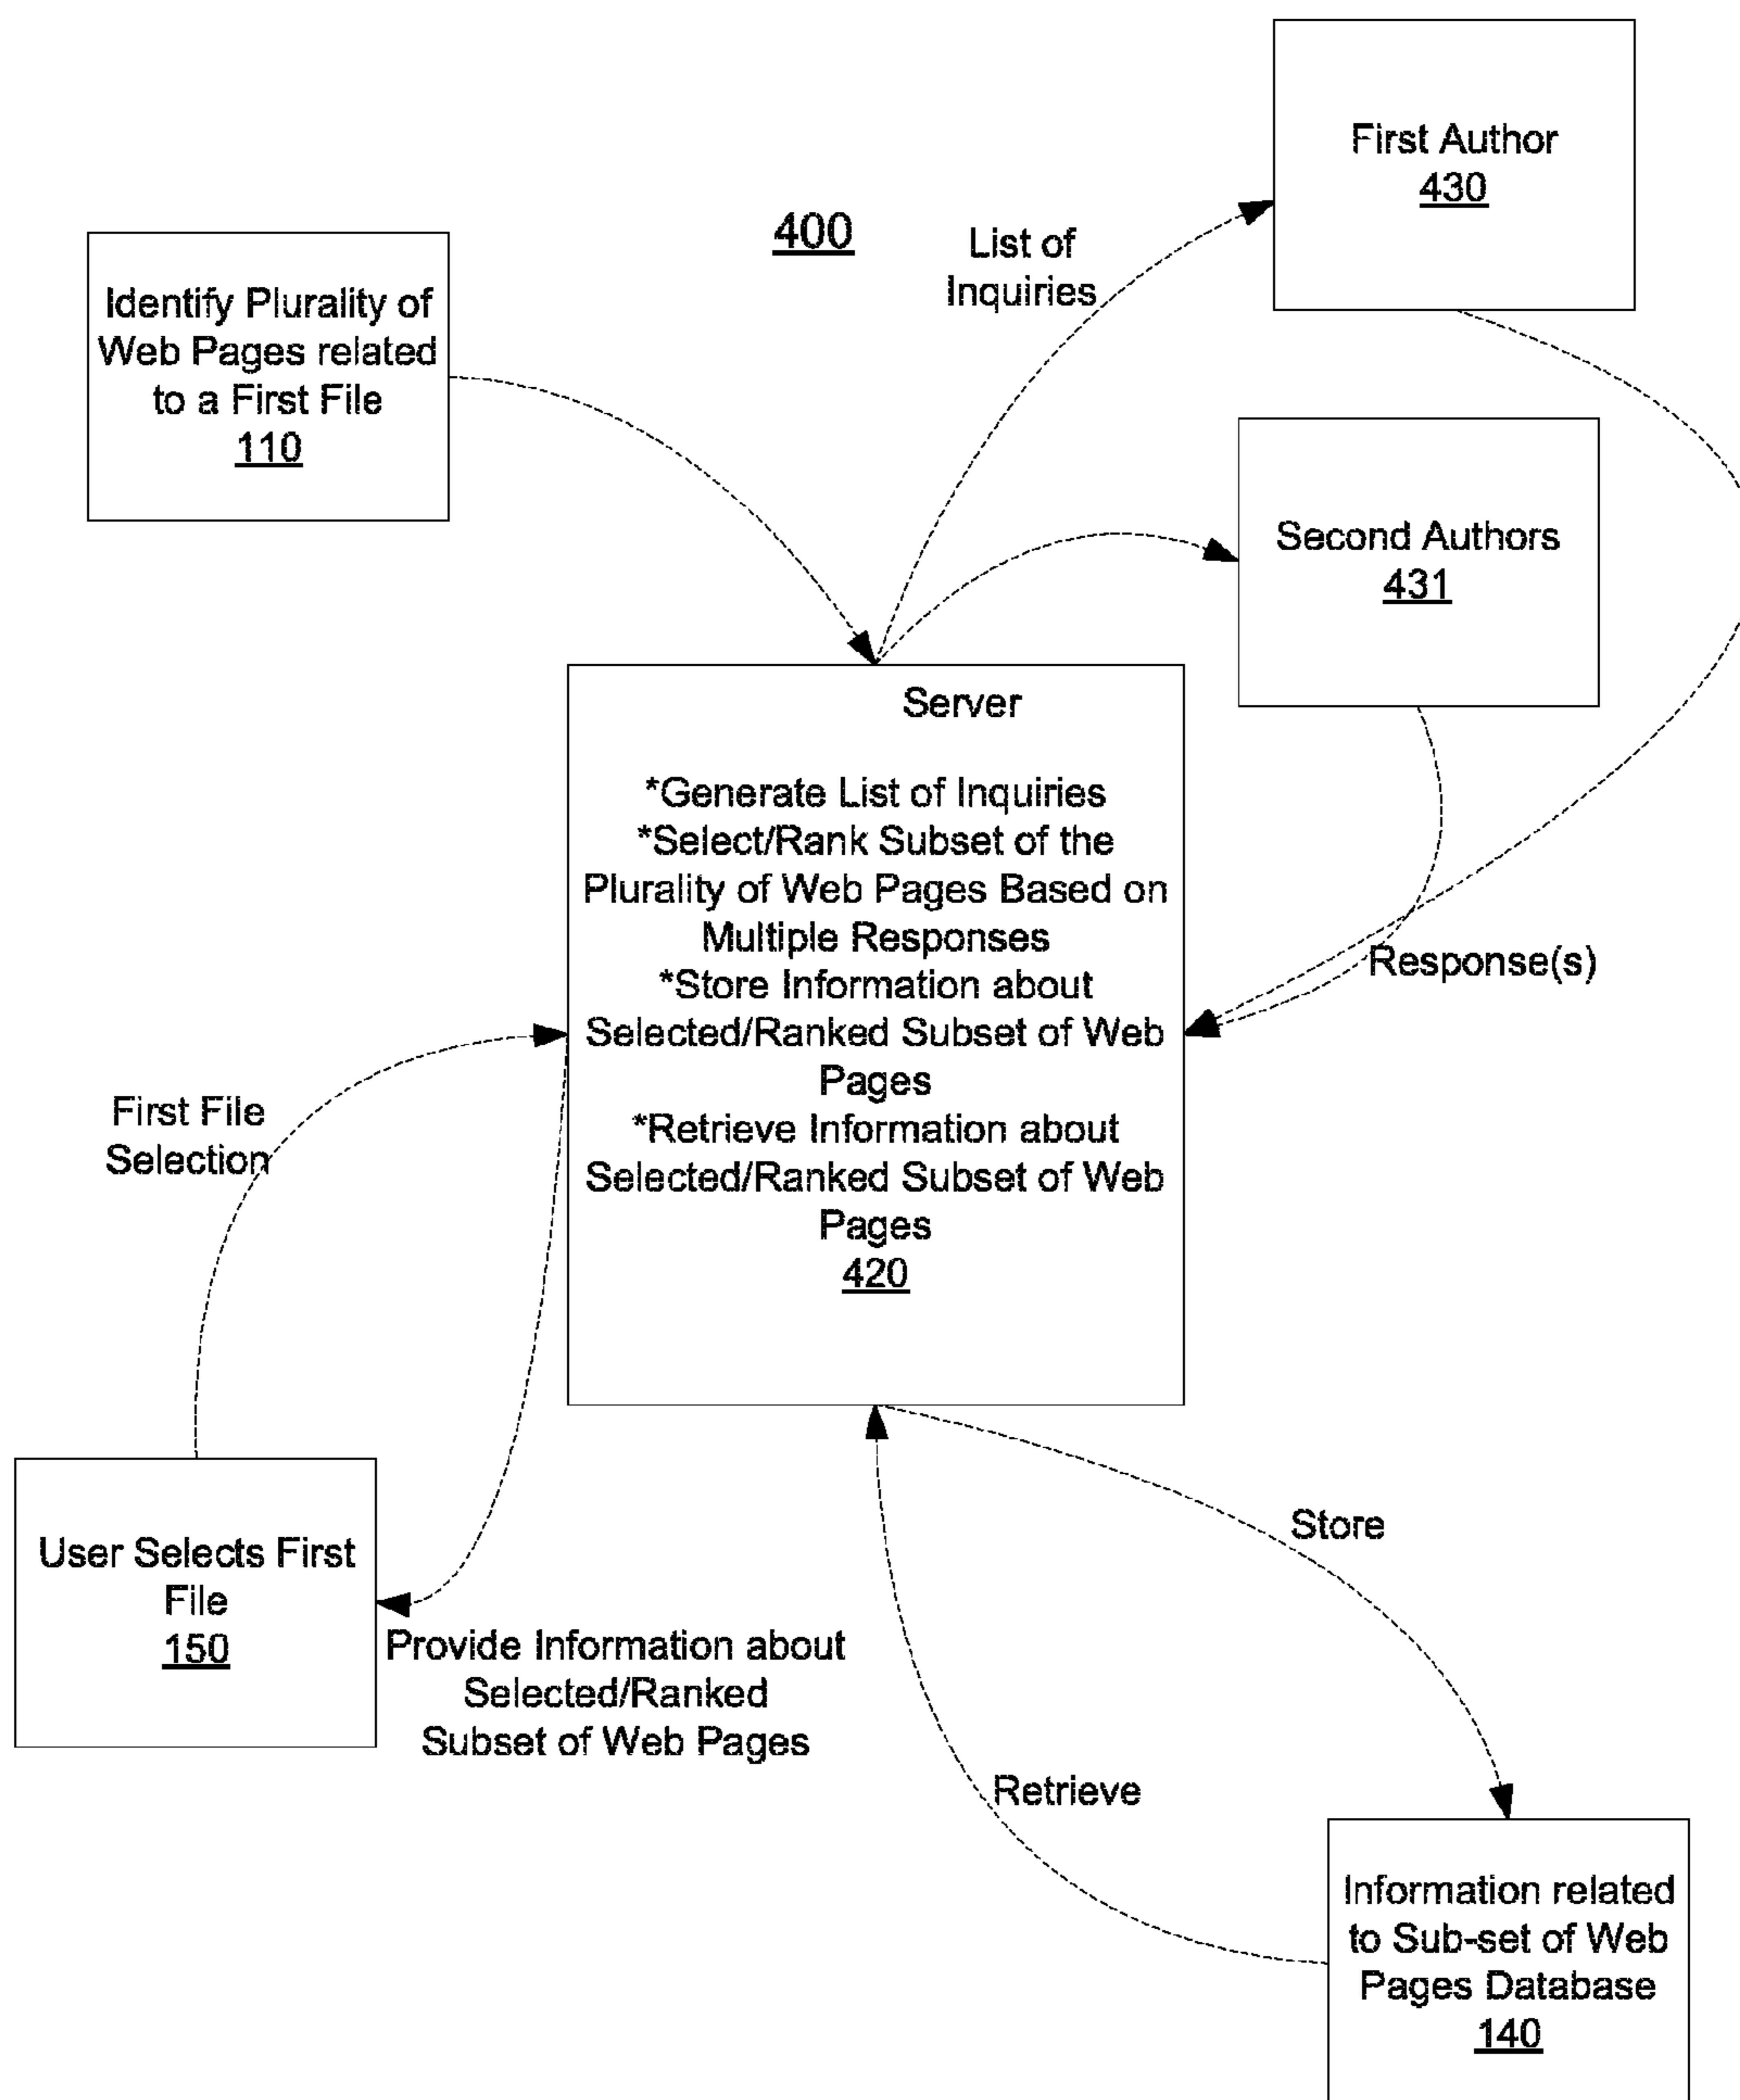 First Author
430
400
List of
Inquiries
Identify Plurality of
Web Pages related
to a First File
110
Second Authors
431
Server
*Generate List of Inquiries
*Select/Rank Subset of the
Plurality of Web Pages Based on
Multiple Responses
*Store Information about
Selected/Ranked Subset of Web
Pages
*Retrieve Information about
Selected/Ranked Subset of Web
Pages
420
Response(s)
First File
Selection
User Selects First
File
150
Provide Information about
Selected/Ranked
Subset of Web Pages
Store
Retrieve
Information related
to Sub-set of Web
Pages Database
140